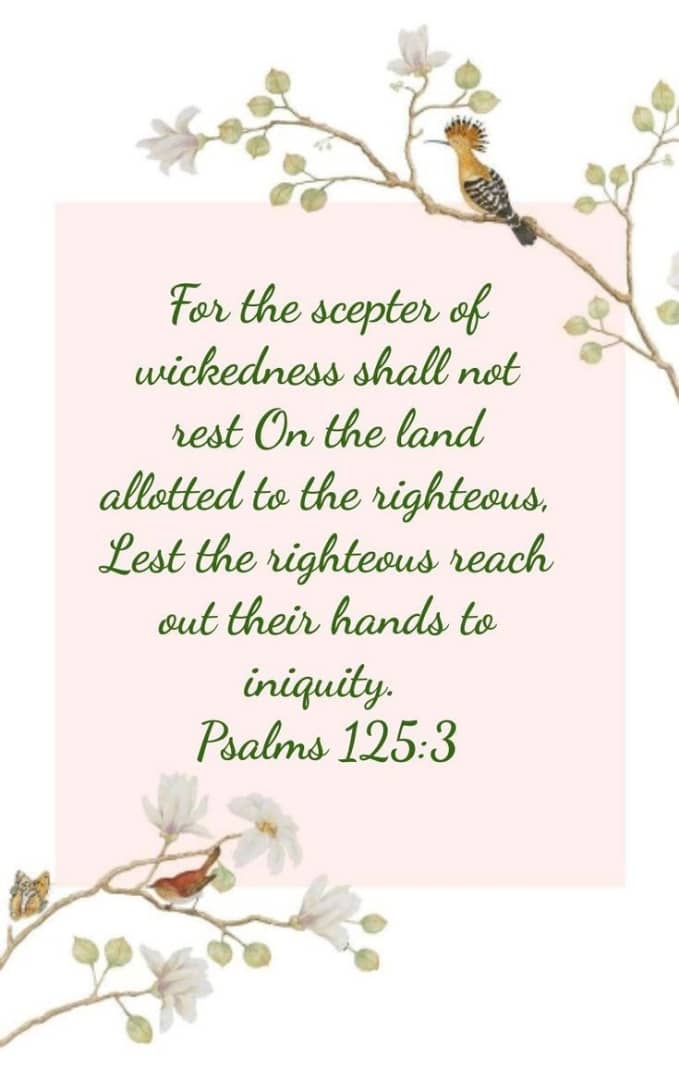 For the scepter of
wickedness shall not
rest On the land
allotted to the righteous,
Lest the righteous reach
out their hands to
iniquity.
Psalms 125:3